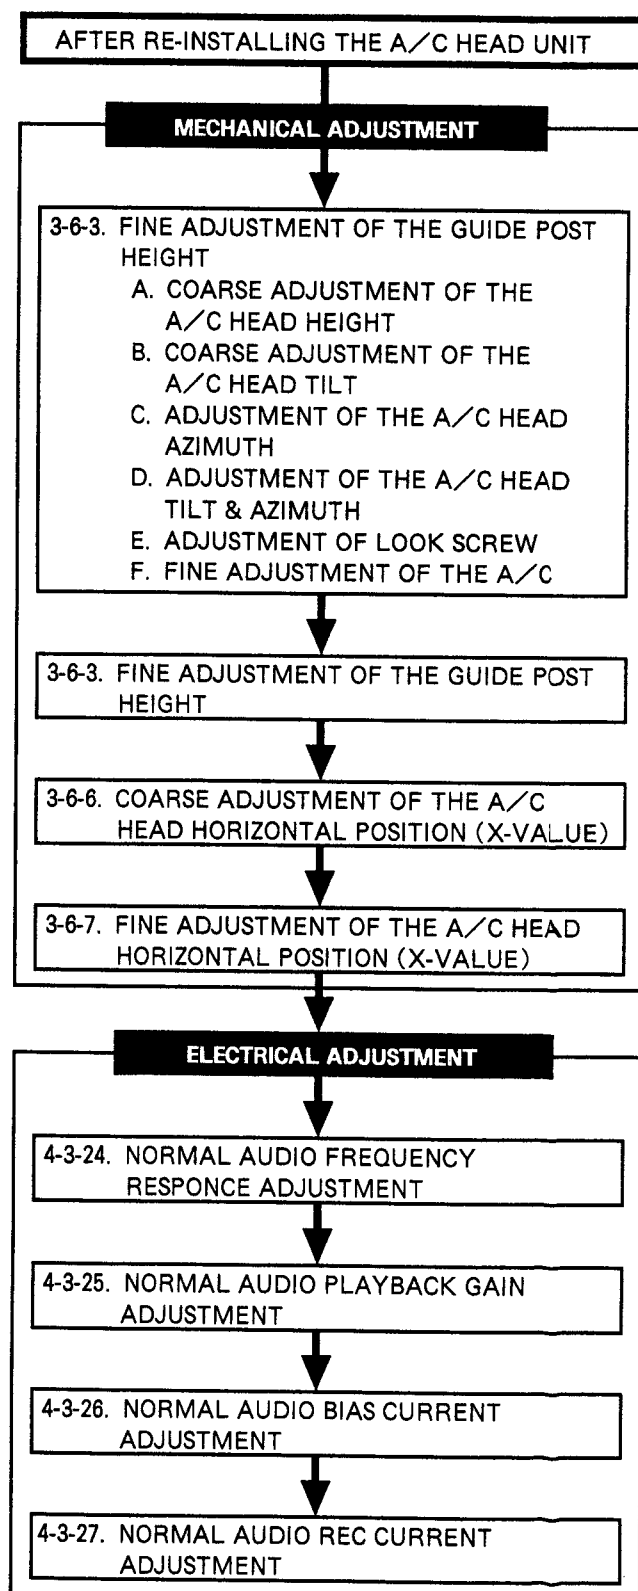 AFTER RE-INSTALLING THE A/C HEAD UNIT
MECHANICAL ADJUSTMENT
3-6-3. FINE ADJUSTMENT OF THE GUIDE POST
HEIGHT
A. COARSE ADJUSTMENT OF THE
A/C HEAD HEIGHT
B. COARSE ADJUSTMENT OF THE
A/C HEAD TILT
C. ADJUSTMENT OF THE A/C HEAD
AZIMUTH
D. ADJUSTMENT OF THE A/C HEAD
TILT & AZIMUTH
E. ADJUSTMENT OF LOOK SCREW
F. FINE ADJUSTMENT OF THE A/C
3-6-3. FINE ADJUSTMENT OF THE GUIDE POST
HEIGHT
3-6-6. COARSE ADJUSTMENT OF THE A/C
HEAD HORIZONTAL POSITION (X-VALUE)
3-6-7. FINE ADJUSTMENT OF THE A/C HEAD
HORIZONTAL POSITION (X-VALUE)
ELECTRICAL ADJUSTMENT
4-3-24. NORMAL AUDIO FREQUENCY
RESPONCE ADJUSTMENT
4-3-25. NORMAL AUDIO PLAYBACK GAIN
ADJUSTMENT
4-3-26. NORMAL AUDIO BIAS CURRENT
ADJUSTMENT
4-3-27. NORMAL AUDIO REC CURRENT
ADJUSTMENT